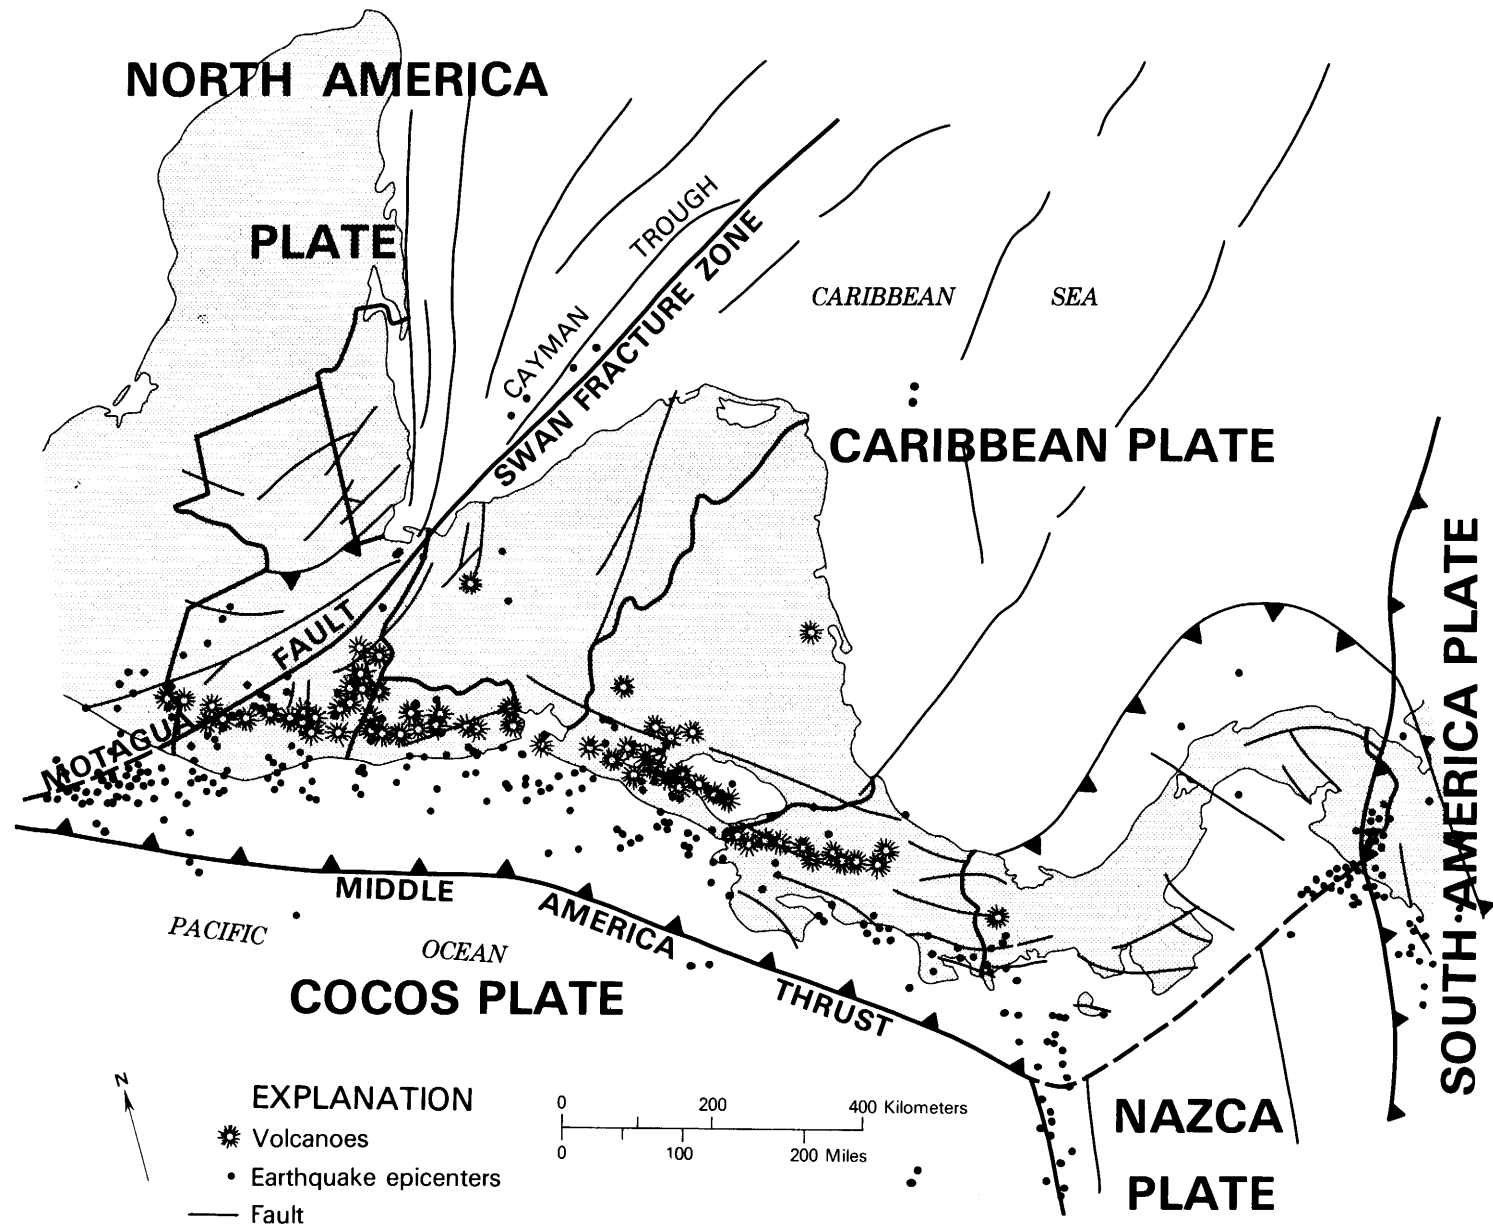 NORTH AMERICA
PLATE
CAYMAN
TROUGH
SWAN FRACTURE ZONE
CARIBBEAN SEA
CARIBBEAN PLATE
SOUTH AMERICA PLATE
MOTAGUA
FAULT
MIDDLE
AMERICA
THRUST
PACIFIC
OCEAN
COCOS PLATE
NAZCA
PLATE
N
EXPLANATION
Volcanoes
Earthquake epicenters
Fault
0 200 400 Kilometers
0 100 200 Miles